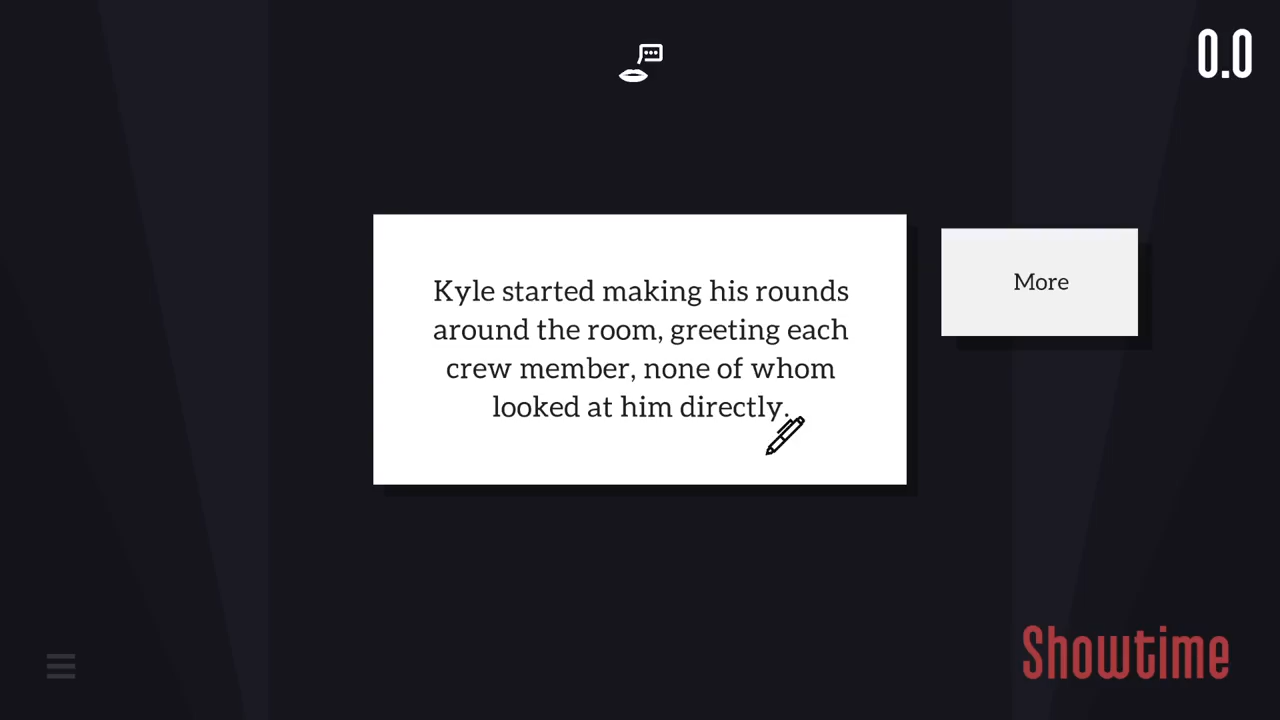 0.0
Kyle started making his rounds
around the room, greeting each
crew member, none of whom
looked at him directly.
More
Showtime